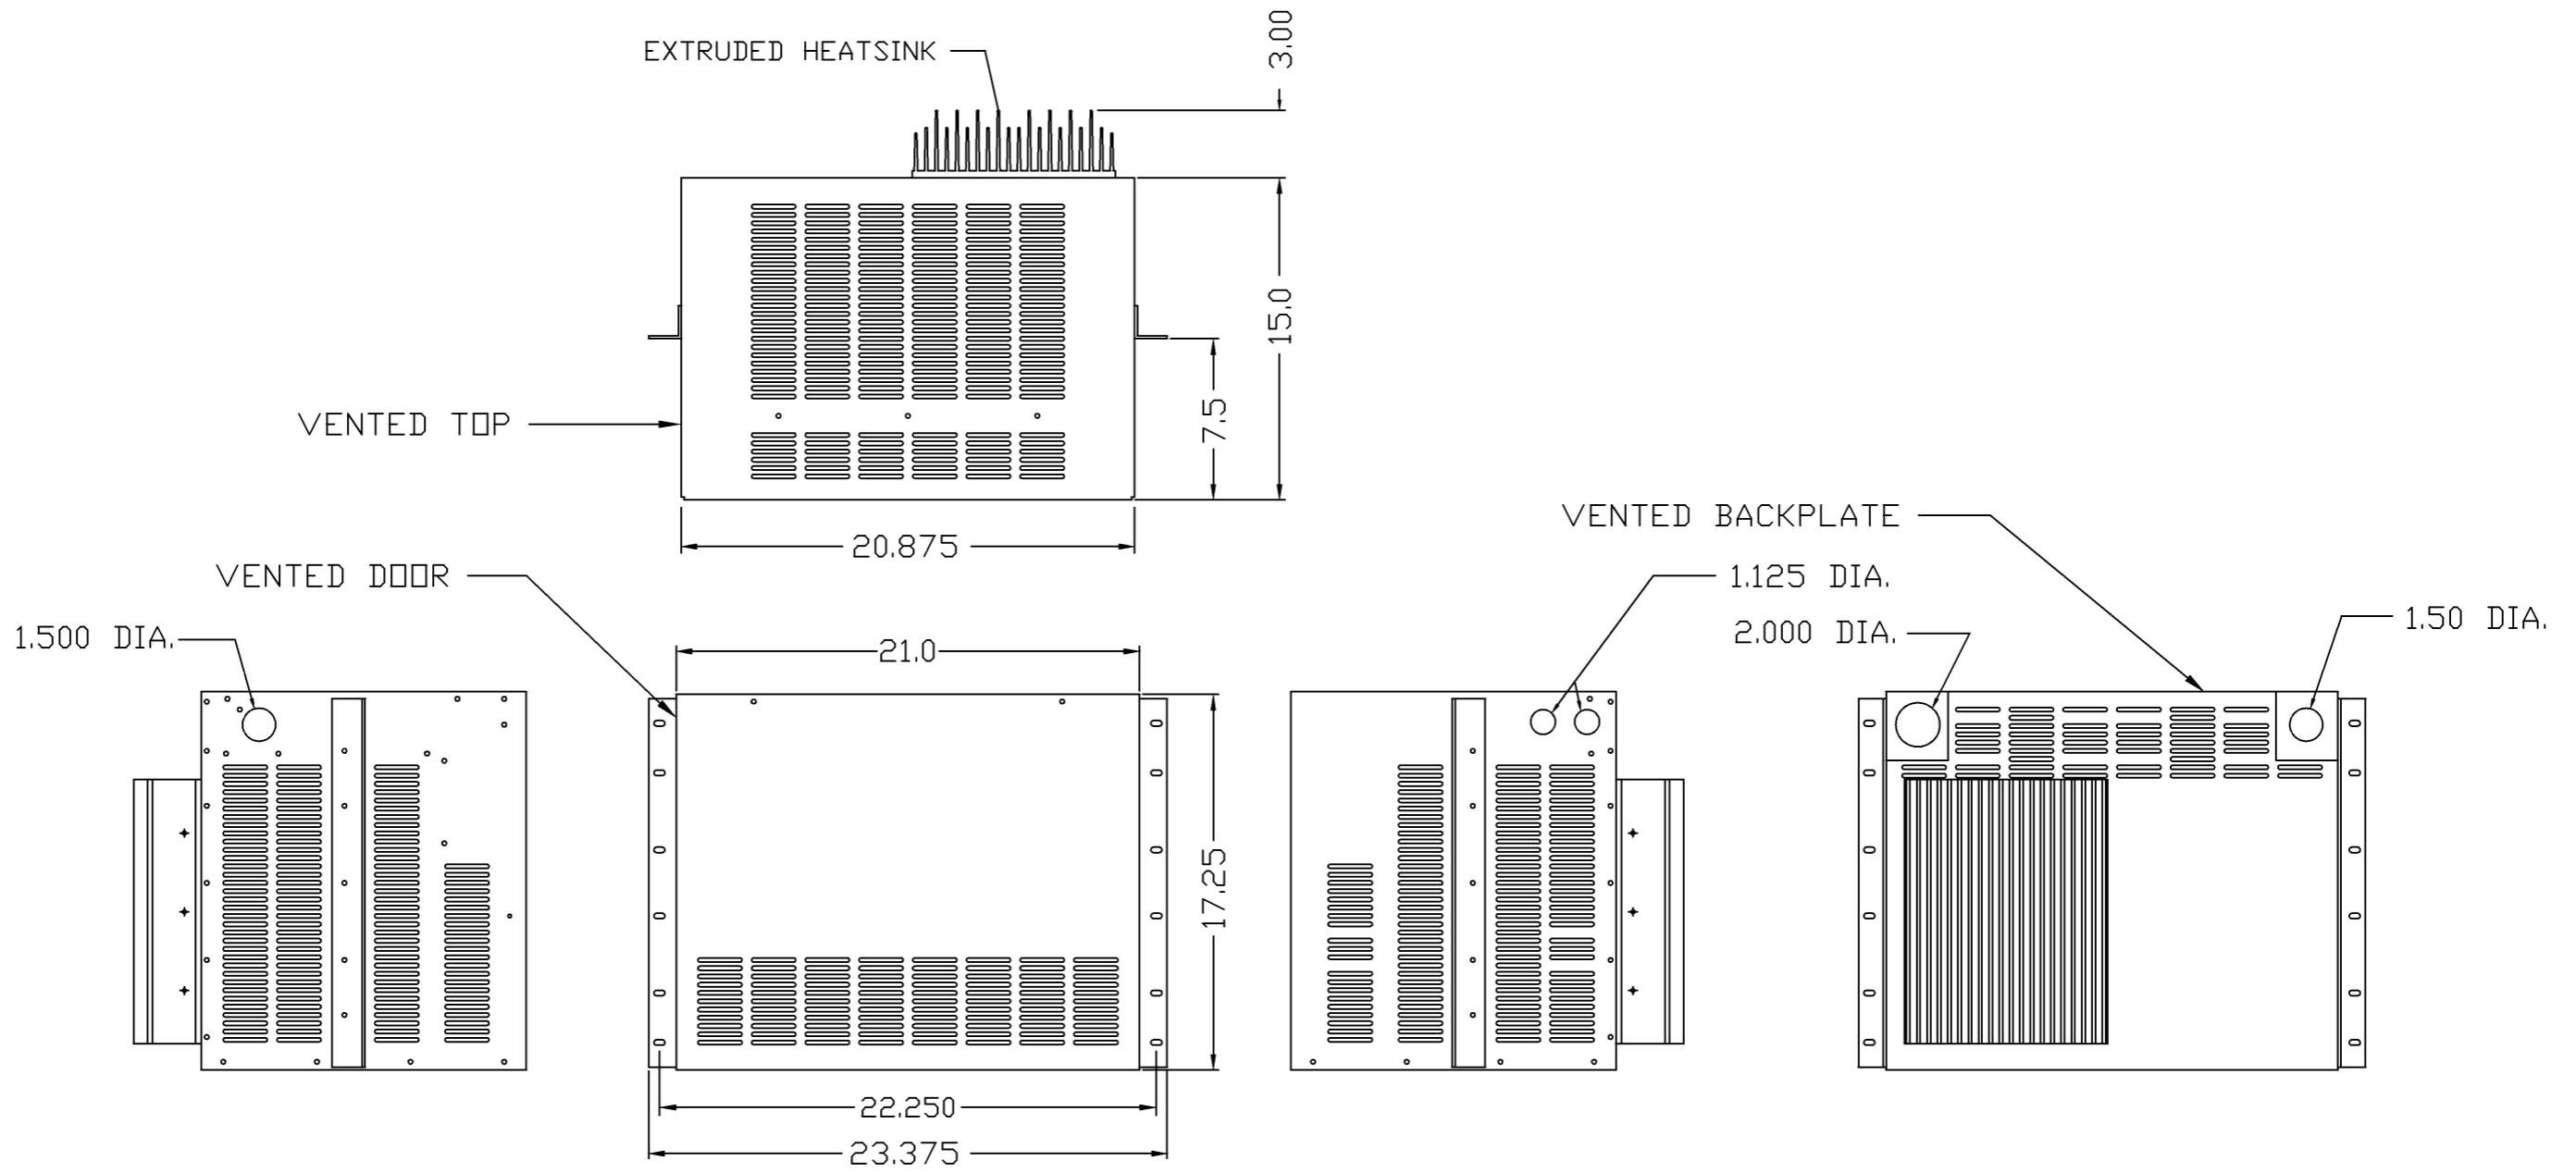 EXTRUDED HEATSINK
3.00
15.0
7.5
VENTED TOP
20.875
VENTED BACKPLATE
VENTED DOOR
1.125 DIA.
1.500 DIA.
21.0
2.000 DIA.
1.50 DIA.
17.25
22.250
23.375